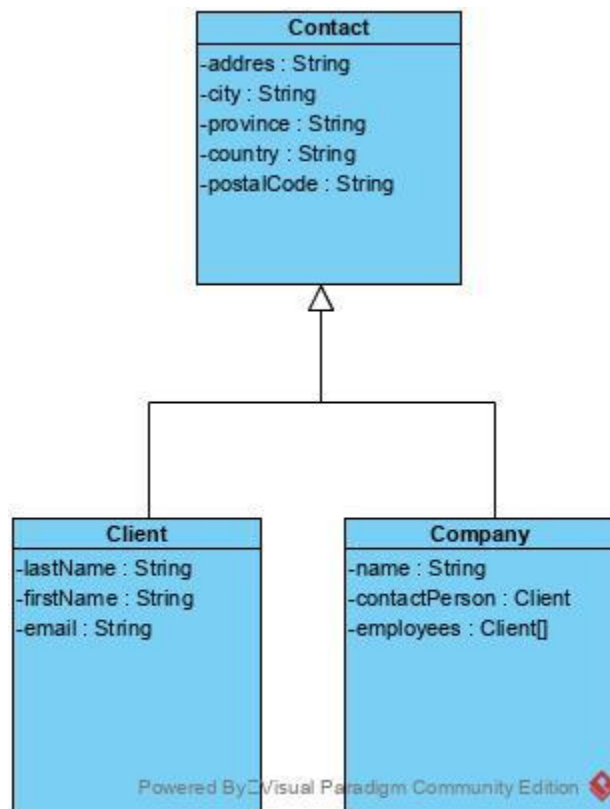 Contact
-addres : String
-city : String
-province : String
-country : String
-postalCode : String
Client
-lastName : String
-firstName : String
-email : String
Company
-name : String
-contactPerson : Client
-employees : Client[]
Powered By Visual Paradigm Community Edition